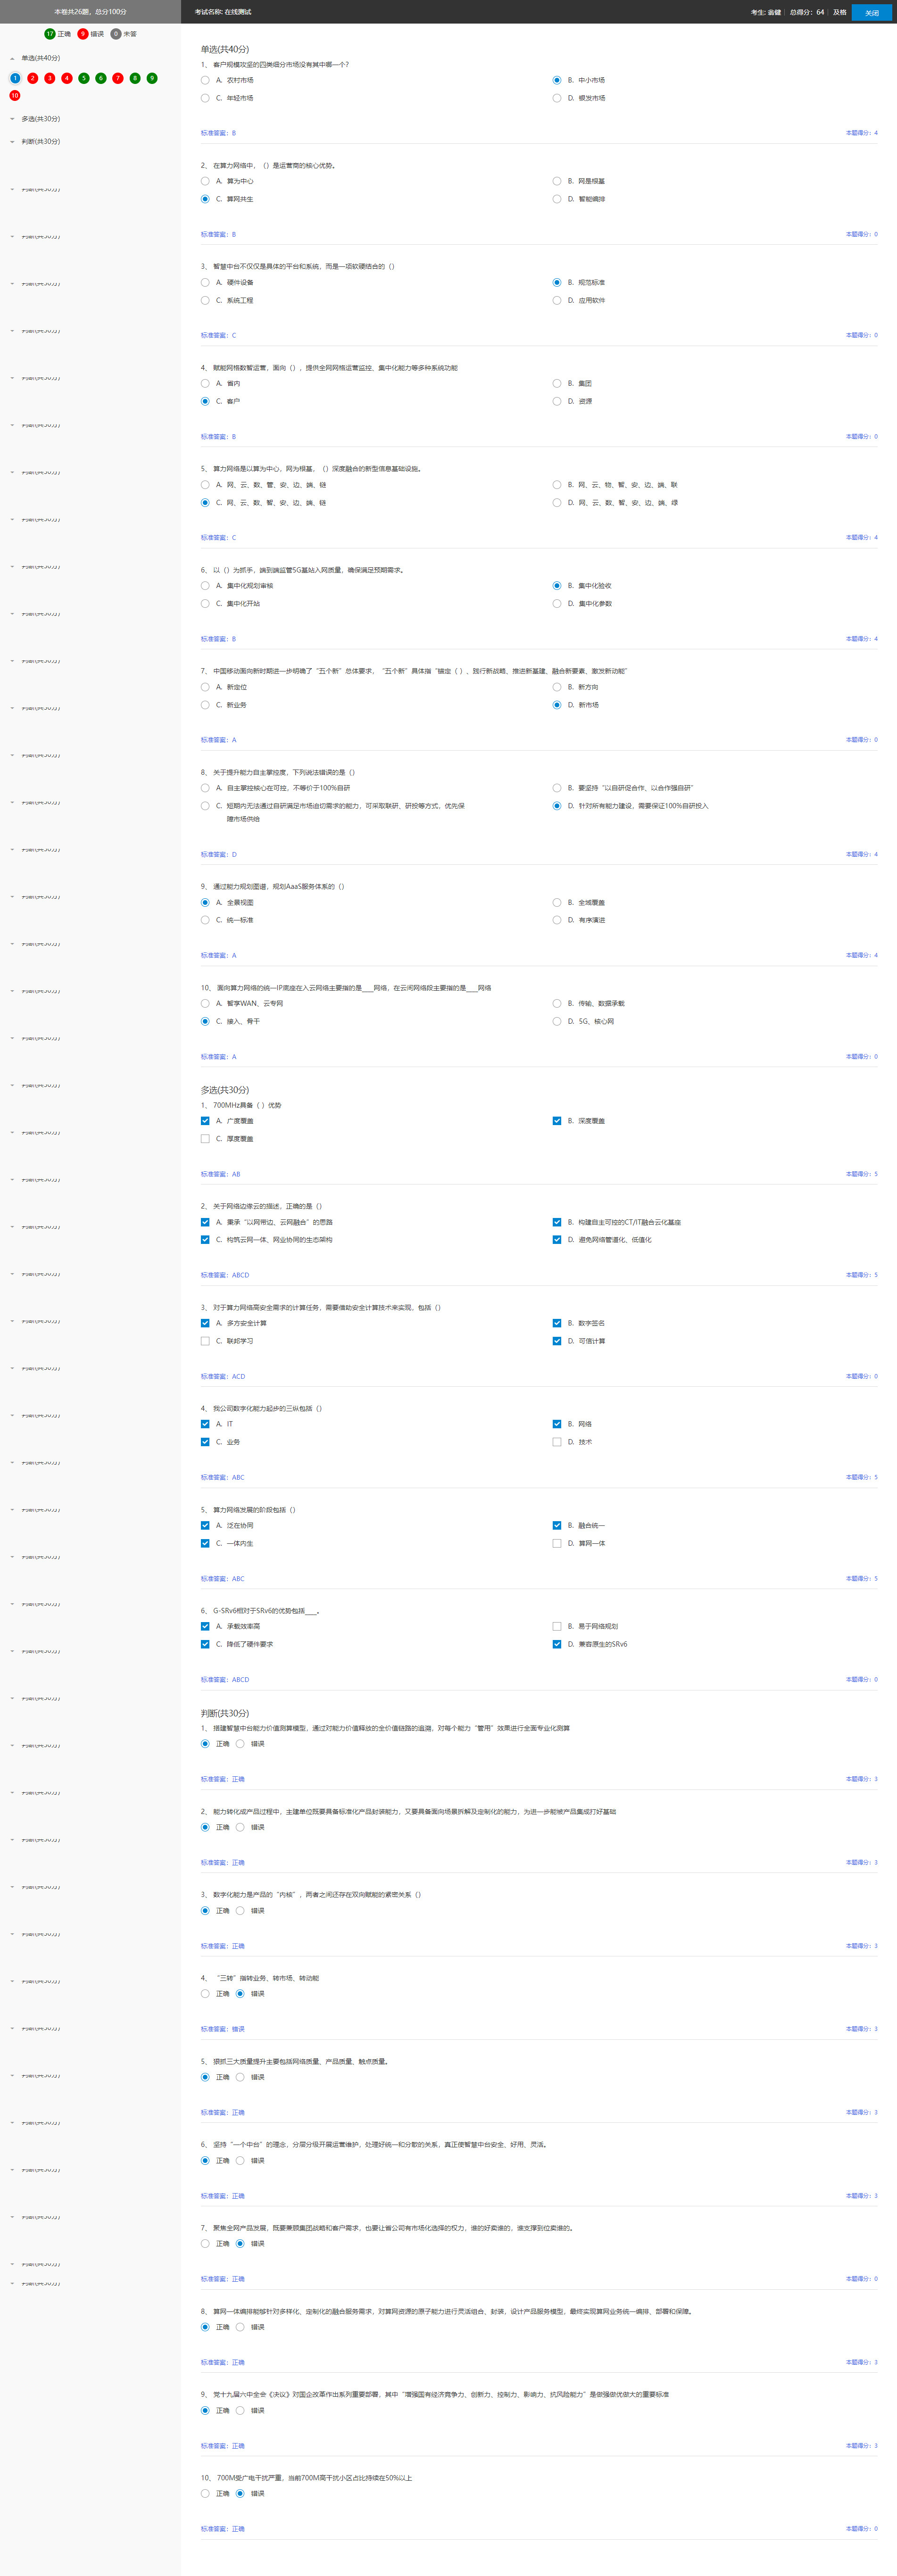 本卷共26题，总分100分
考试名称: 在线测试
考生: 翕健 | 总得分：64 | 及格
关闭
17 正确 9 错误 0 未答
单选(共40分)
1 2 3 4 5 6 7 8 9
10
多选(共30分)
判断(共30分)
单选(共40分)
1、 客户规模攻坚的四类细分市场没有其中哪一个?
A. 农村市场
B. 中小市场
C. 年轻市场
D. 根发市场
标准答案：B
本题得分：4
2、 在算力网络中，（）是运营商的核心优势。
A. 算为中心
B. 网是根基
C. 算网共生
D. 智能编排
标准答案：B
本题得分：0
3、 智慧中台不仅仅是具体的平台和系统，而是一项软硬结合的（）
A. 硬件设备
B. 规范标准
C. 系统工程
D. 应用软件
标准答案：C
本题得分：0
4、 赋能网格数智运营，面向（），提供全网网格运营监控、集中化能力等多种系统功能
A. 省内
B. 集团
C. 客户
D. 资源
标准答案：B
本题得分：0
5、 算力网络是以算为中心，网为根基，（）深度融合的新型信息基础设施。
A. 网、云、数、管、安、边、端、链
B. 网、云、物、智、安、边、端、联
C. 网、云、数、智、安、边、端、链
D. 网、云、数、智、安、边、端、绿
标准答案：C
本题得分：4
6、 以（）为抓手，端到端监管5G基站入网质量，确保满足预期需求。
A. 集中化规划审核
B. 集中化验收
C. 集中化开站
D. 集中化参数
标准答案：B
本题得分：4
7、 中国移动面向新时期进一步明确了“五个新”总体要求，“五个新”具体指“锚定（ ）、践行新战略、推进新基建、融合新要素、激发新动能”
A. 新定位
B. 新方向
C. 新业务
D. 新市场
标准答案：A
本题得分：0
8、 关于提升能力自主掌控度，下列说法错误的是（）
A. 自主掌控核心在可控，不等价于100%自研
B. 要坚持“以自研促合作、以合作强自研”
C. 短期内无法通过自研满足市场迫切需求的能力，可采取联研、研投等方式，优先保
障市场供给
D. 针对所有能力建设，需要保证100%自研投入
标准答案：D
本题得分：4
9、 通过能力规划图谱，规划AaaS服务体系的（）
A. 全景视图
B. 全域覆盖
C. 统一标准
D. 有序演进
标准答案：A
本题得分：4
10、 面向算力网络的统一IP底座在入云网络主要指的是____网络，在云间网络段主要指的是____网络
A. 智享WAN、云专网
B. 传输、数据承载
C. 接入、骨干
D. 5G、核心网
标准答案：A
本题得分：0
多选(共30分)
1、 700MHz具备（ ）优势
A. 广度覆盖
B. 深度覆盖
C. 厚度覆盖
标准答案：AB
本题得分：5
2、 关于网络边缘云的描述，正确的是（）
A. 秉承“以网带边、云网融合”的思路
B. 构建自主可控的CT/IT融合云化基座
C. 构筑云网一体、网业协同的生态架构
D. 避免网络管道化、低值化
标准答案：ABCD
本题得分：5
3、 对于算力网络高安全需求的计算任务，需要借助安全计算技术来实现，包括（）
A. 多方安全计算
B. 数字签名
C. 联邦学习
D. 可信计算
标准答案：ACD
本题得分：0
4、 我公司数字化能力起步的三纵包括（）
A. IT
B. 网络
C. 业务
D. 技术
标准答案：ABC
本题得分：5
5、 算力网络发展的阶段包括（）
A. 泛在协同
B. 融合统一
C. 一体内生
D. 算网一体
标准答案：ABC
本题得分：5
6、 G-SRv6相对于SRv6的优势包括____。
A. 承载效率高
B. 易于网络规划
C. 降低了硬件要求
D. 兼容原生的SRv6
标准答案：ABCD
本题得分：0
判断(共30分)
1、 搭建智慧中台能力价值测算模型，通过对能力价值释放的全价值链路的追溯，对每个能力“管用”效果进行全面专业化测算
正确 错误
标准答案：正确
本题得分：3
2、 能力转化成产品过程中，主建单位既要具备标准化产品封装能力，又要具备面向场景拆解及定制化的能力，为进一步能被产品集成打好基础
正确 错误
标准答案：正确
本题得分：3
3、 数字化能力是产品的“内核”，两者之间还存在双向赋能的紧密关系（）
正确 错误
标准答案：正确
本题得分：3
4、 “三转”指转业务、转市场、转动能
正确 错误
标准答案：错误
本题得分：3
5、 狠抓三大质量提升主要包括网络质量、产品质量、触点质量。
正确 错误
标准答案：正确
本题得分：3
6、 坚持“一个中台”的理念，分层分级开展运营维护，处理好统一和分散的关系，真正使智慧中台安全、好用、灵活。
正确 错误
标准答案：正确
本题得分：3
7、 聚焦全网产品发展，既要兼顾集团战略和客户需求，也要让省公司有市场化选择的权力，谁的好卖谁的，谁支撑到位卖谁的。
正确 错误
标准答案：正确
本题得分：0
8、 算网一体编排能够针对多样化、定制化的融合服务需求，对算网资源的原子能力进行灵活组合、封装，设计产品服务模型，最终实现算网业务统一编排、部署和保障。
正确 错误
标准答案：正确
本题得分：3
9、 党十九届六中全会《决议》对国企改革作出系列重要部署，其中“增强国有经济竞争力、创新力、控制力、影响力、抗风险能力”是做强做优做大的重要标准
正确 错误
标准答案：正确
本题得分：3
10、 700M受广电干扰严重，当前700M高干扰小区占比持续在50%以上
正确 错误
标准答案：正确
本题得分：0